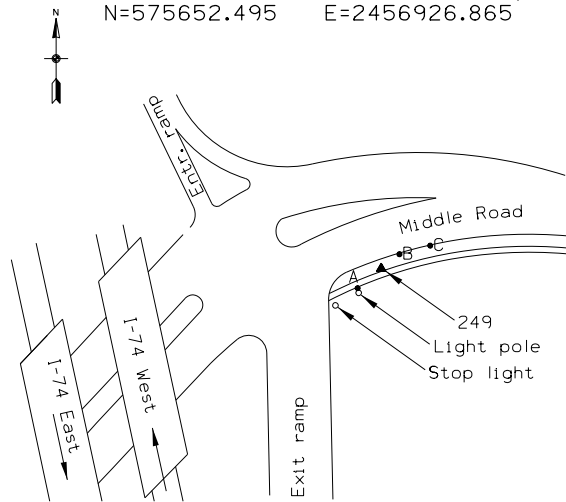 N=575652.495 E=2456926.865
N
Entr. ramp
Middle Road
B
C
A
249
Light pole
Stop light
I-74 West
I-74 East
Exit ramp